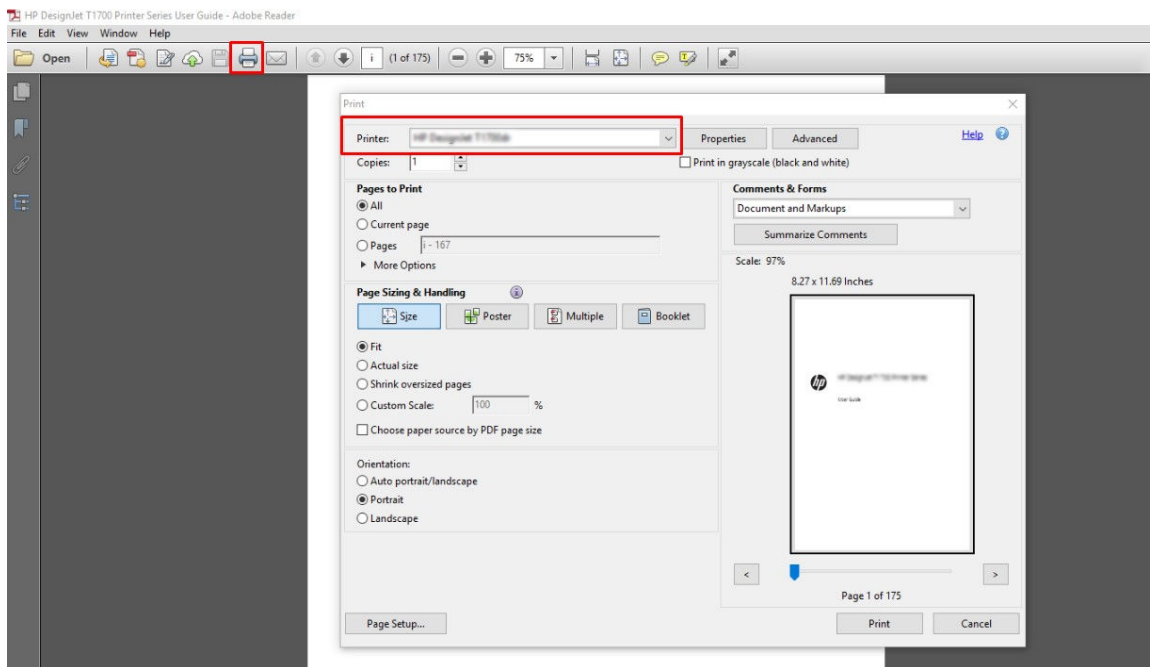 HP DesignJet T1700 Printer Series User Guide - Adobe Reader
File Edit View Window Help
Open i (1 of 175) 75%
Print
Printer: Properties Advanced Help
Copies: 1 Print in grayscale (black and white)
Pages to Print
All
Current page
Pages i - 167
More Options
Comments & Forms
Document and Markups
Summarize Comments
Page Sizing & Handling
Size Poster Multiple Booklet
Fit
Actual size
Shrink oversized pages
Custom Scale: 100 %
Choose paper source by PDF page size
Orientation:
Auto portrait/landscape
Portrait
Landscape
Scale: 97%
8.27 x 11.69 Inches
hp
User Guide
< >
Page 1 of 175
Page Setup... Print Cancel